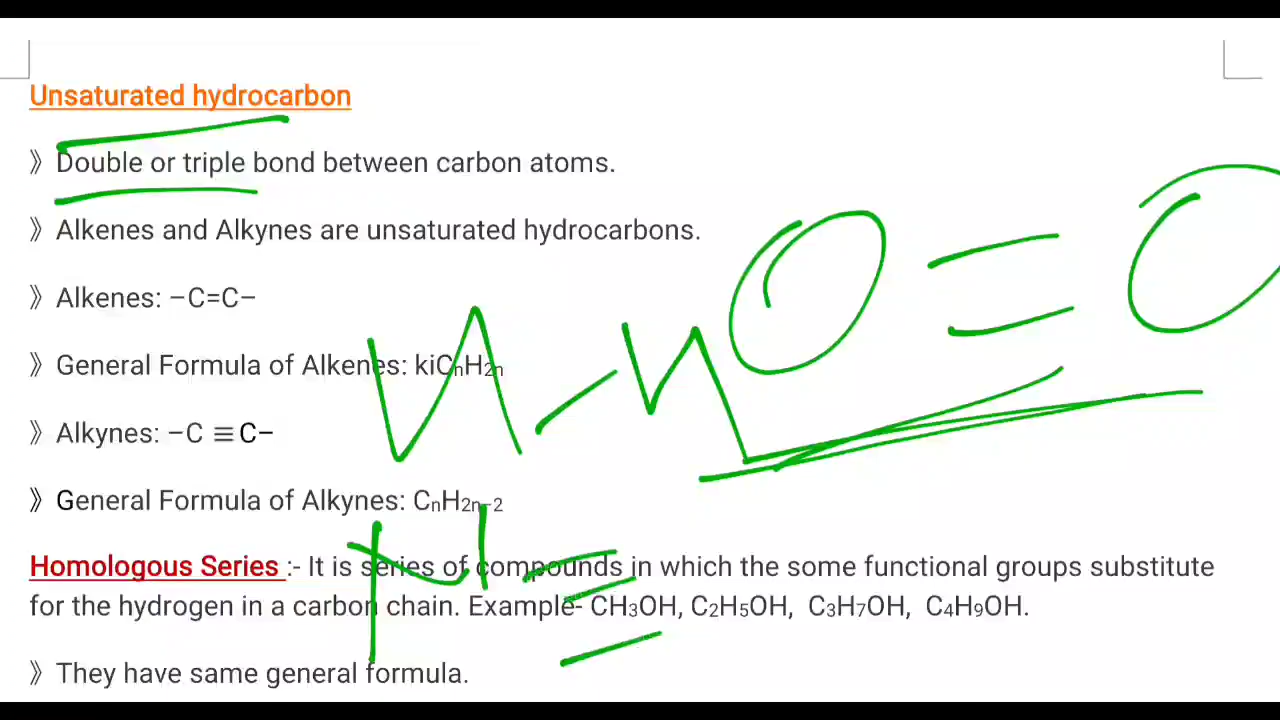 Unsaturated hydrocarbon
》Double or triple bond between carbon atoms.
》Alkenes and Alkynes are unsaturated hydrocarbons.
》Alkenes: –C=C–
》General Formula of Alkenes: kiCₙH₂ₙ
》Alkynes: –C ≡C–
》General Formula of Alkynes: CₙH₂ₙ₋₂
Homologous Series :- It is series of compounds in which the some functional groups substitute
for the hydrogen in a carbon chain. Example- CH₃OH, C₂H₅OH, C₃H₇OH, C₄H₉OH.
》They have same general formula.